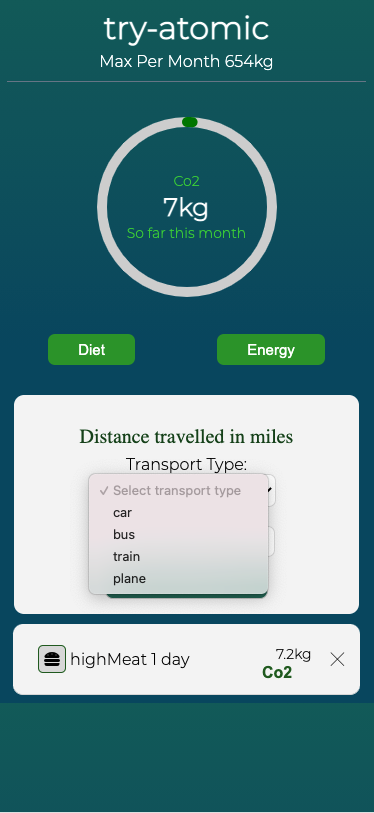 try-atomic
Max Per Month 654kg
Co2
7kg
So far this month
Diet
Energy
Distance travelled in miles
Transport Type:
✓ Select transport type
car
bus
train
plane
highMeat 1 day
7.2kg
Co2